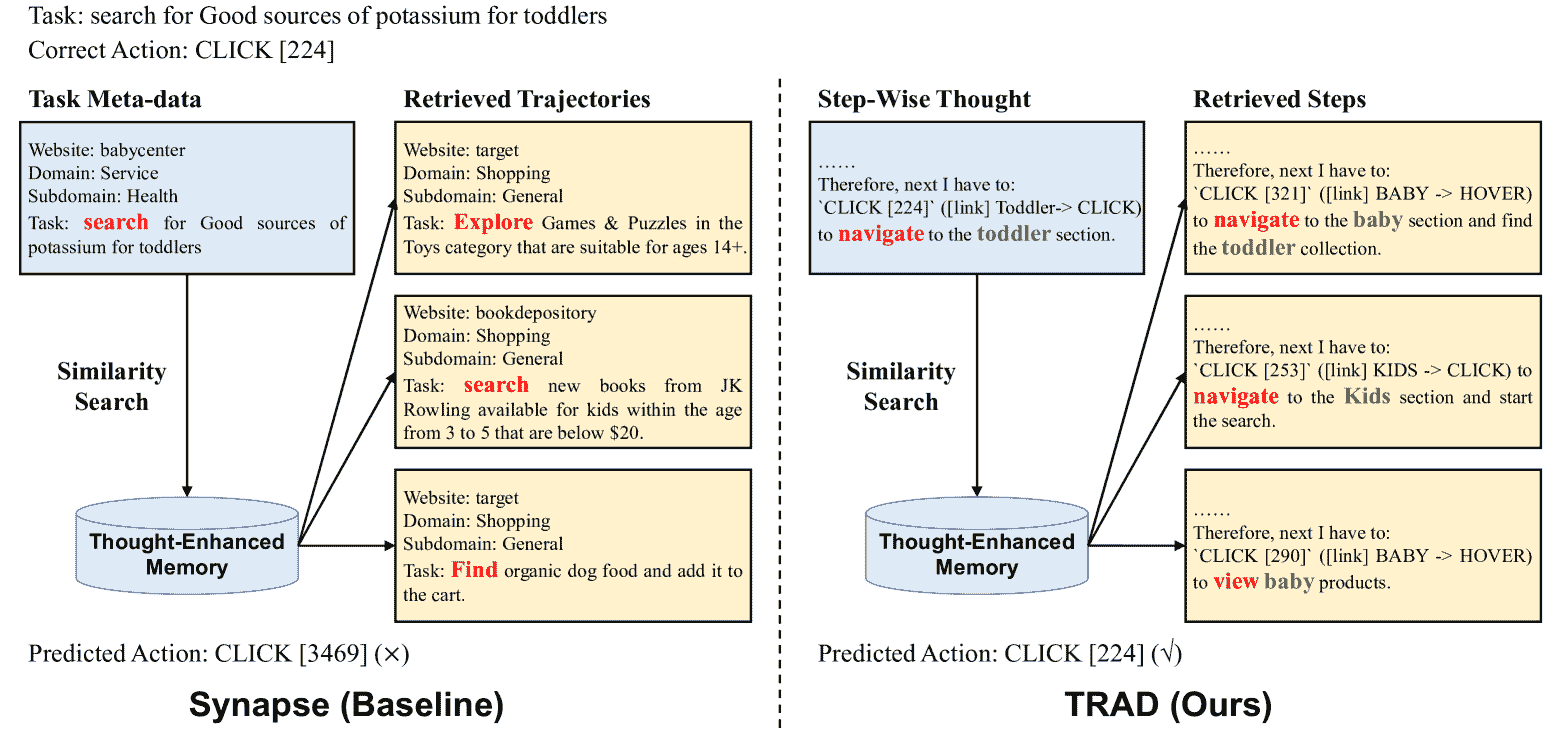 Task: search for Good sources of potassium for toddlers
Correct Action: CLICK [224]
Task Meta-data
Website: babycenter
Domain: Service
Subdomain: Health
Task: search for Good sources of
potassium for toddlers
Similarity
Search
Thought-Enhanced
Memory
Retrieved Trajectories
Website: target
Domain: Shopping
Subdomain: General
Task: Explore Games & Puzzles in the
Toys category that are suitable for ages 14+.
Website: bookdepository
Domain: Shopping
Subdomain: General
Task: search new books from JK
Rowling available for kids within the age
from 3 to 5 that are below $20.
Website: target
Domain: Shopping
Subdomain: General
Task: Find organic dog food and add it to
the cart.
Predicted Action: CLICK [3469] (×)
Synapse (Baseline)
Step-Wise Thought
……
Therefore, next I have to:
`CLICK [224]` ([link] Toddler-> CLICK)
to navigate to the toddler section.
Similarity
Search
Thought-Enhanced
Memory
Retrieved Steps
……
Therefore, next I have to:
`CLICK [321]` ([link] BABY -> HOVER)
to navigate to the baby section and find
the toddler collection.
……
Therefore, next I have to:
`CLICK [253]` ([link] KIDS -> CLICK) to
navigate to the Kids section and start
the search.
……
Therefore, next I have to:
`CLICK [290]` ([link] BABY -> HOVER)
to view baby products.
Predicted Action: CLICK [224] (√)
TRAD (Ours)